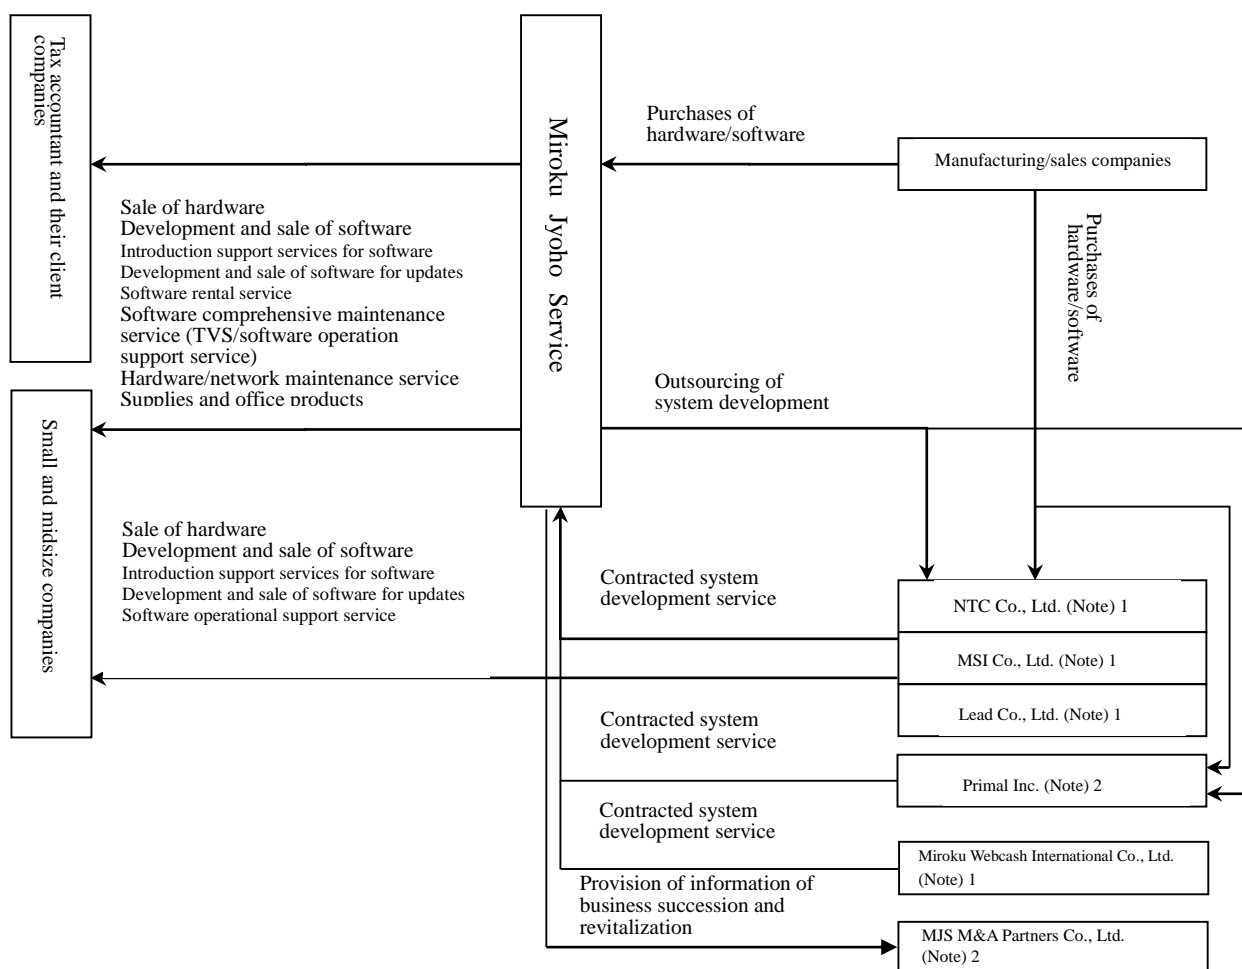 Tax accountant and their client
companies
Miroku Jyoho Service
Purchases of
hardware/software
Manufacturing/sales companies
Sale of hardware
Development and sale of software
Introduction support services for software
Development and sale of software for updates
Software rental service
Software comprehensive maintenance
service (TVS/software operation
support service)
Hardware/network maintenance service
Supplies and office products
Purchases of
hardware/software
Outsourcing of
system development
Small and midsize companies
Sale of hardware
Development and sale of software
Introduction support services for software
Development and sale of software for updates
Software operational support service
Contracted system
development service
NTC Co., Ltd. (Note) 1
MSI Co., Ltd. (Note) 1
Lead Co., Ltd. (Note) 1
Contracted system
development service
Primal Inc. (Note) 2
Contracted system
development service
Miroku Webcash International Co., Ltd.
(Note) 1
Provision of information of
business succession and
revitalization
MJS M&A Partners Co., Ltd.
(Note) 2